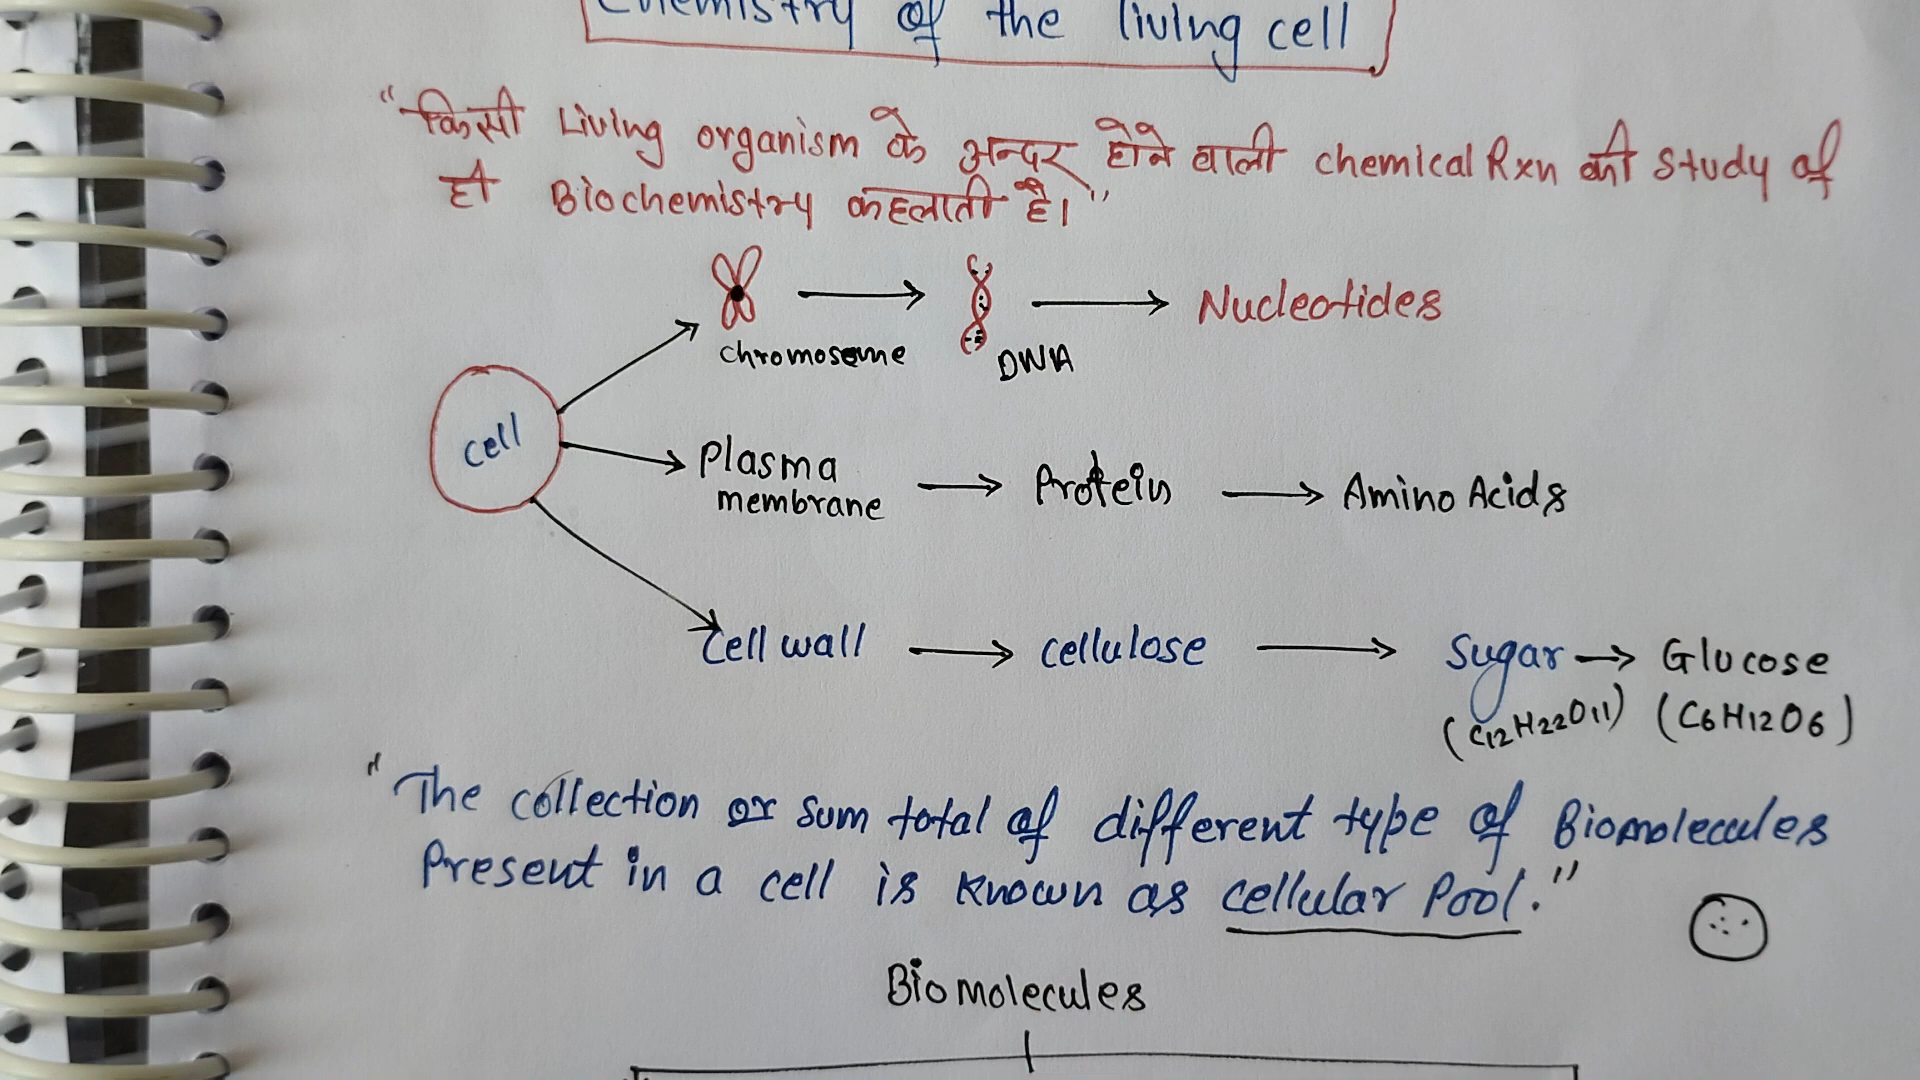 Chemistry of the living cell
"किसी Living organism के अन्दर होने वाली chemical Rxn की study of
ही Biochemistry कहलाती है।"
chromosome
DNA
Nucleotides
cell
Plasma
membrane
Protein
Amino Acids
Cell wall
cellulose
Sugar
Glucose
(C12H22O11)
(C6H12O6)
"The collection or sum total of different type of Biomolecules
Present in a cell is known as cellular Pool."
Biomolecules